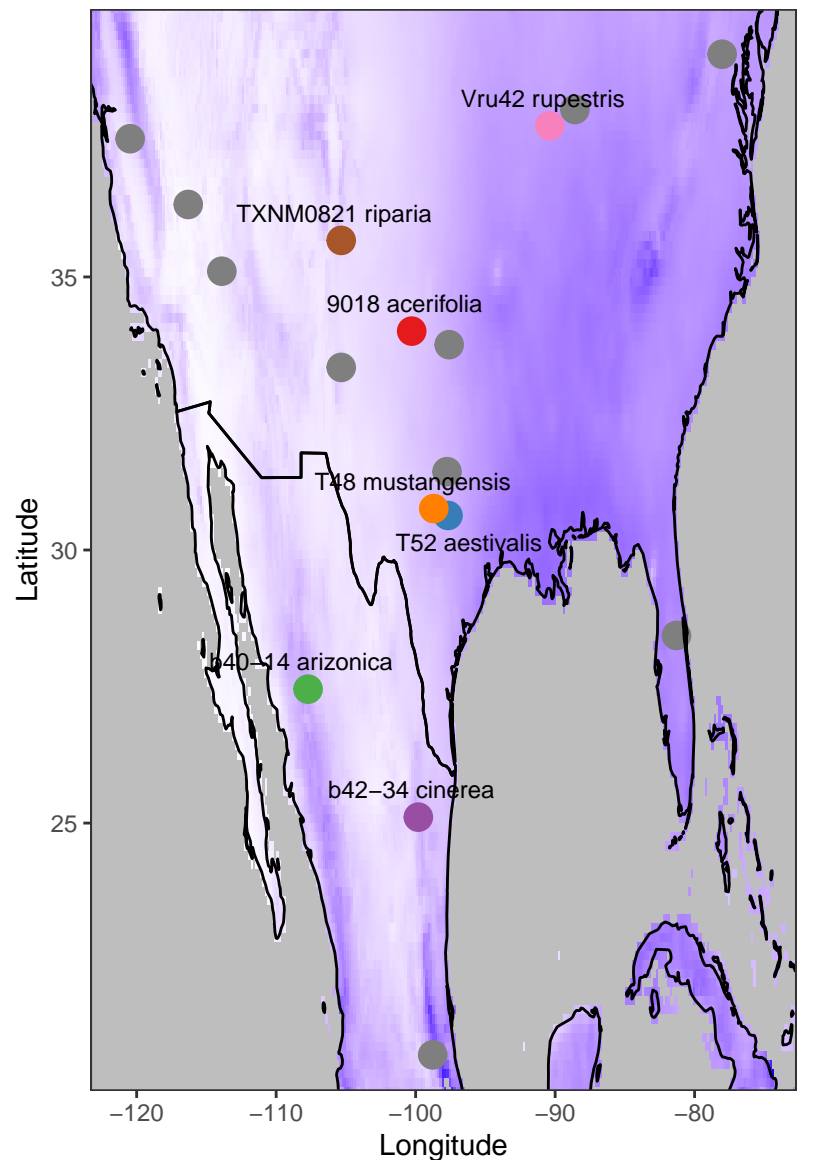 Vru42 rupestris
TXNM0821 riparia
35
9018 acerifolia
T48 mustangensis
Latitude
30
T52 aestivalis
b40−14 arizonica
b42−34 cinerea
25
−120
−110
−100
−90
−80
Longitude